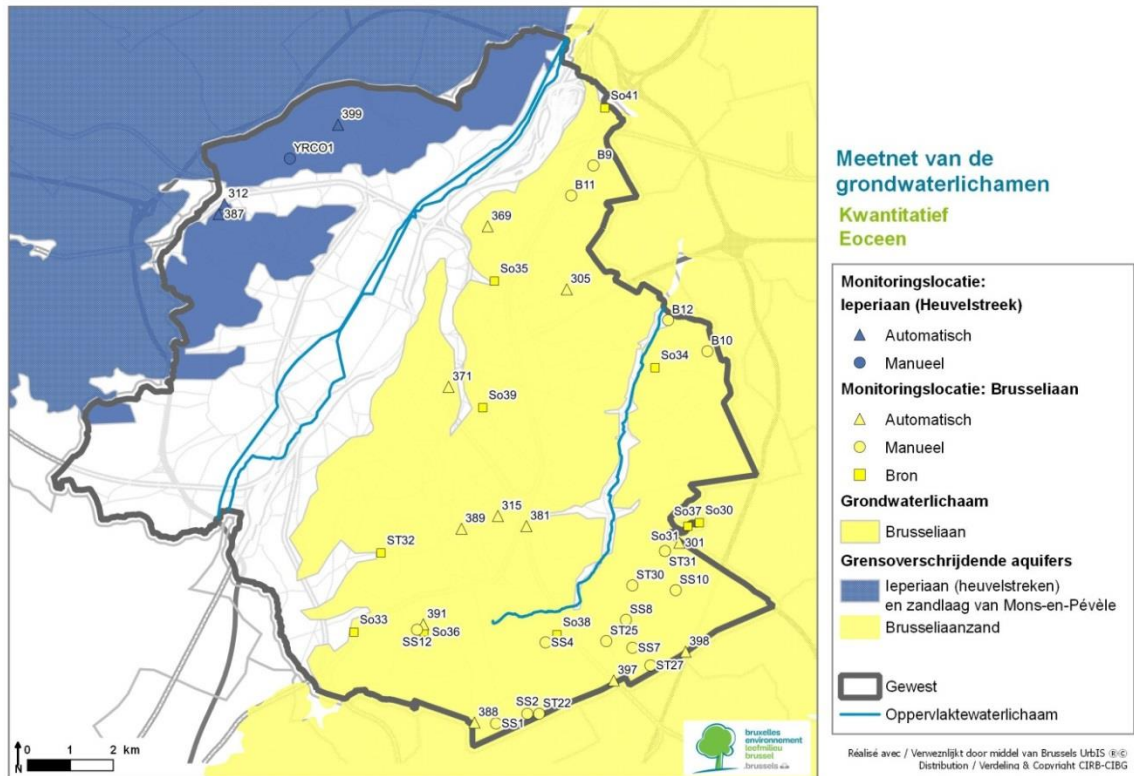 So41
399
YRCO1
B9
B11
312
387
369
So35
305
B12
B10
So34
371
So39
315
389
381
So37
So30
So31
301
ST32
ST31
ST30
SS10
SS8
391
So33
So36
SS12
So38
ST25
SS4
SS7
398
ST27
397
SS2
ST22
388
SS1
N
0 1 2 km
bruxelles
environnement
leefmilieu
brussel
.brussels
Meetnet van de
grondwaterlichamen
Kwantitatief
Eoceen
Monitoringslocatie:
Ieperiaan (Heuvelstreek)
Automatisch
Manueel
Monitoringslocatie: Brusseliaan
Automatisch
Manueel
Bron
Grondwaterlichaam
Brusseliaan
Grensoverschrijdende aquifers
Ieperiaan (heuvelstreken)
en zandlaag van Mons-en-Pévèle
Brusseliaanzand
Gewest
Oppervlaktewaterlichaam
Réalisé avec / Verweznlijkt door middel van Brussels UrbIS ®©
Distribution / Verdeling & Copyright CIRB-CIBG